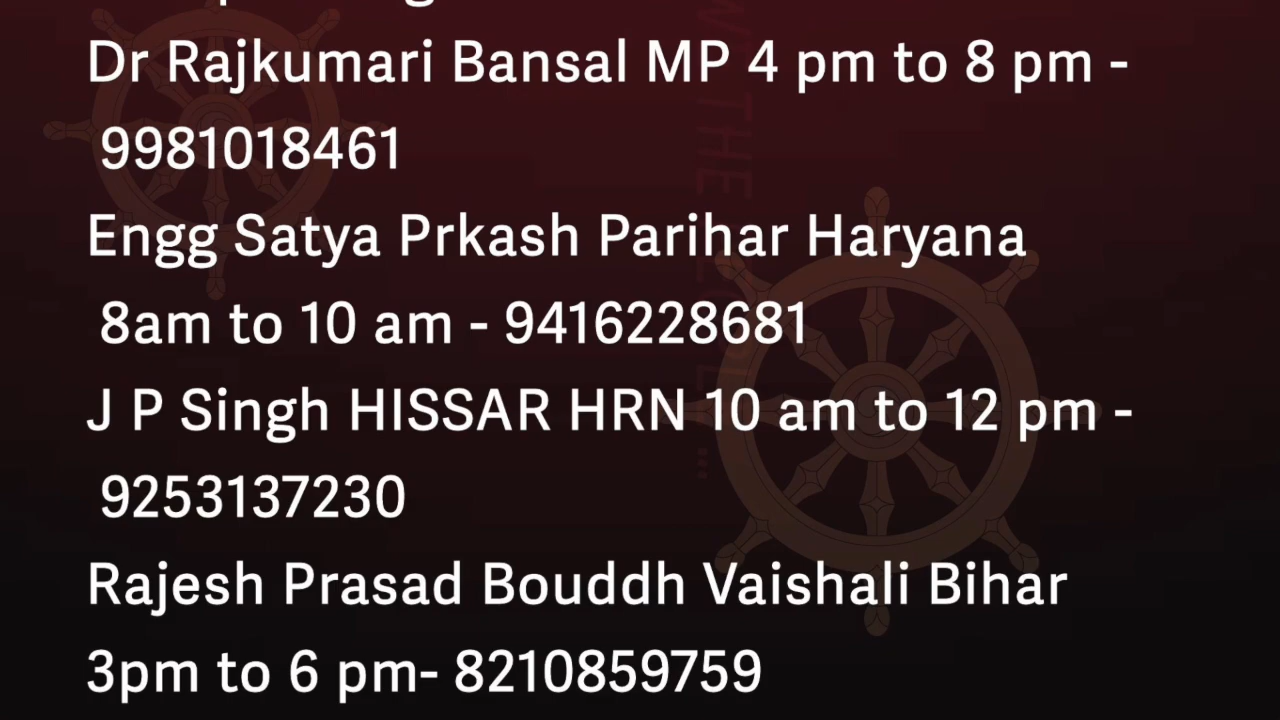 Dr Rajkumari Bansal MP 4 pm to 8 pm -
9981018461
Engg Satya Prkash Parihar Haryana
8am to 10 am - 9416228681
J P Singh HISSAR HRN 10 am to 12 pm -
9253137230
Rajesh Prasad Bouddh Vaishali Bihar
3pm to 6 pm- 8210859759